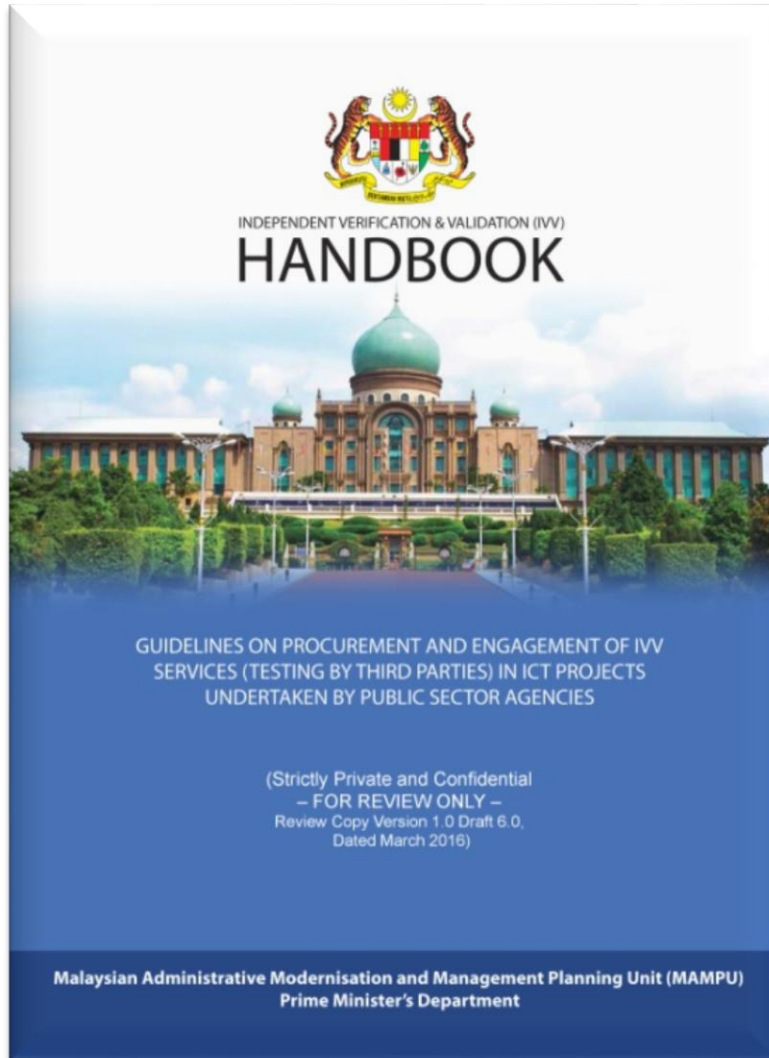 INDEPENDENT VERIFICATION & VALIDATION (IVV)
HANDBOOK
GUIDELINES ON PROCUREMENT AND ENGAGEMENT OF IVV
SERVICES (TESTING BY THIRD PARTIES) IN ICT PROJECTS
UNDERTAKEN BY PUBLIC SECTOR AGENCIES
(Strictly Private and Confidential
– FOR REVIEW ONLY –
Review Copy Version 1.0 Draft 6.0,
Dated March 2016)
Malaysian Administrative Modernisation and Management Planning Unit (MAMPU)
Prime Minister's Department